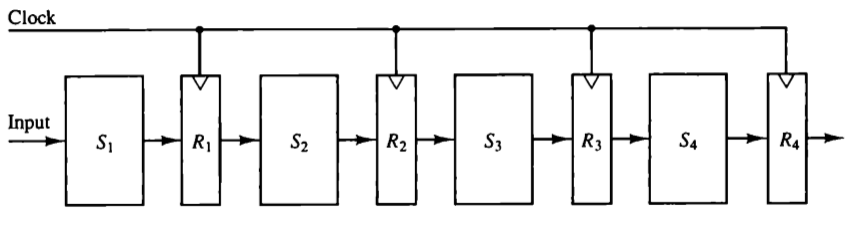 Clock
Input
S₁ R₁ S₂ R₂ S₃ R₃ S₄ R₄